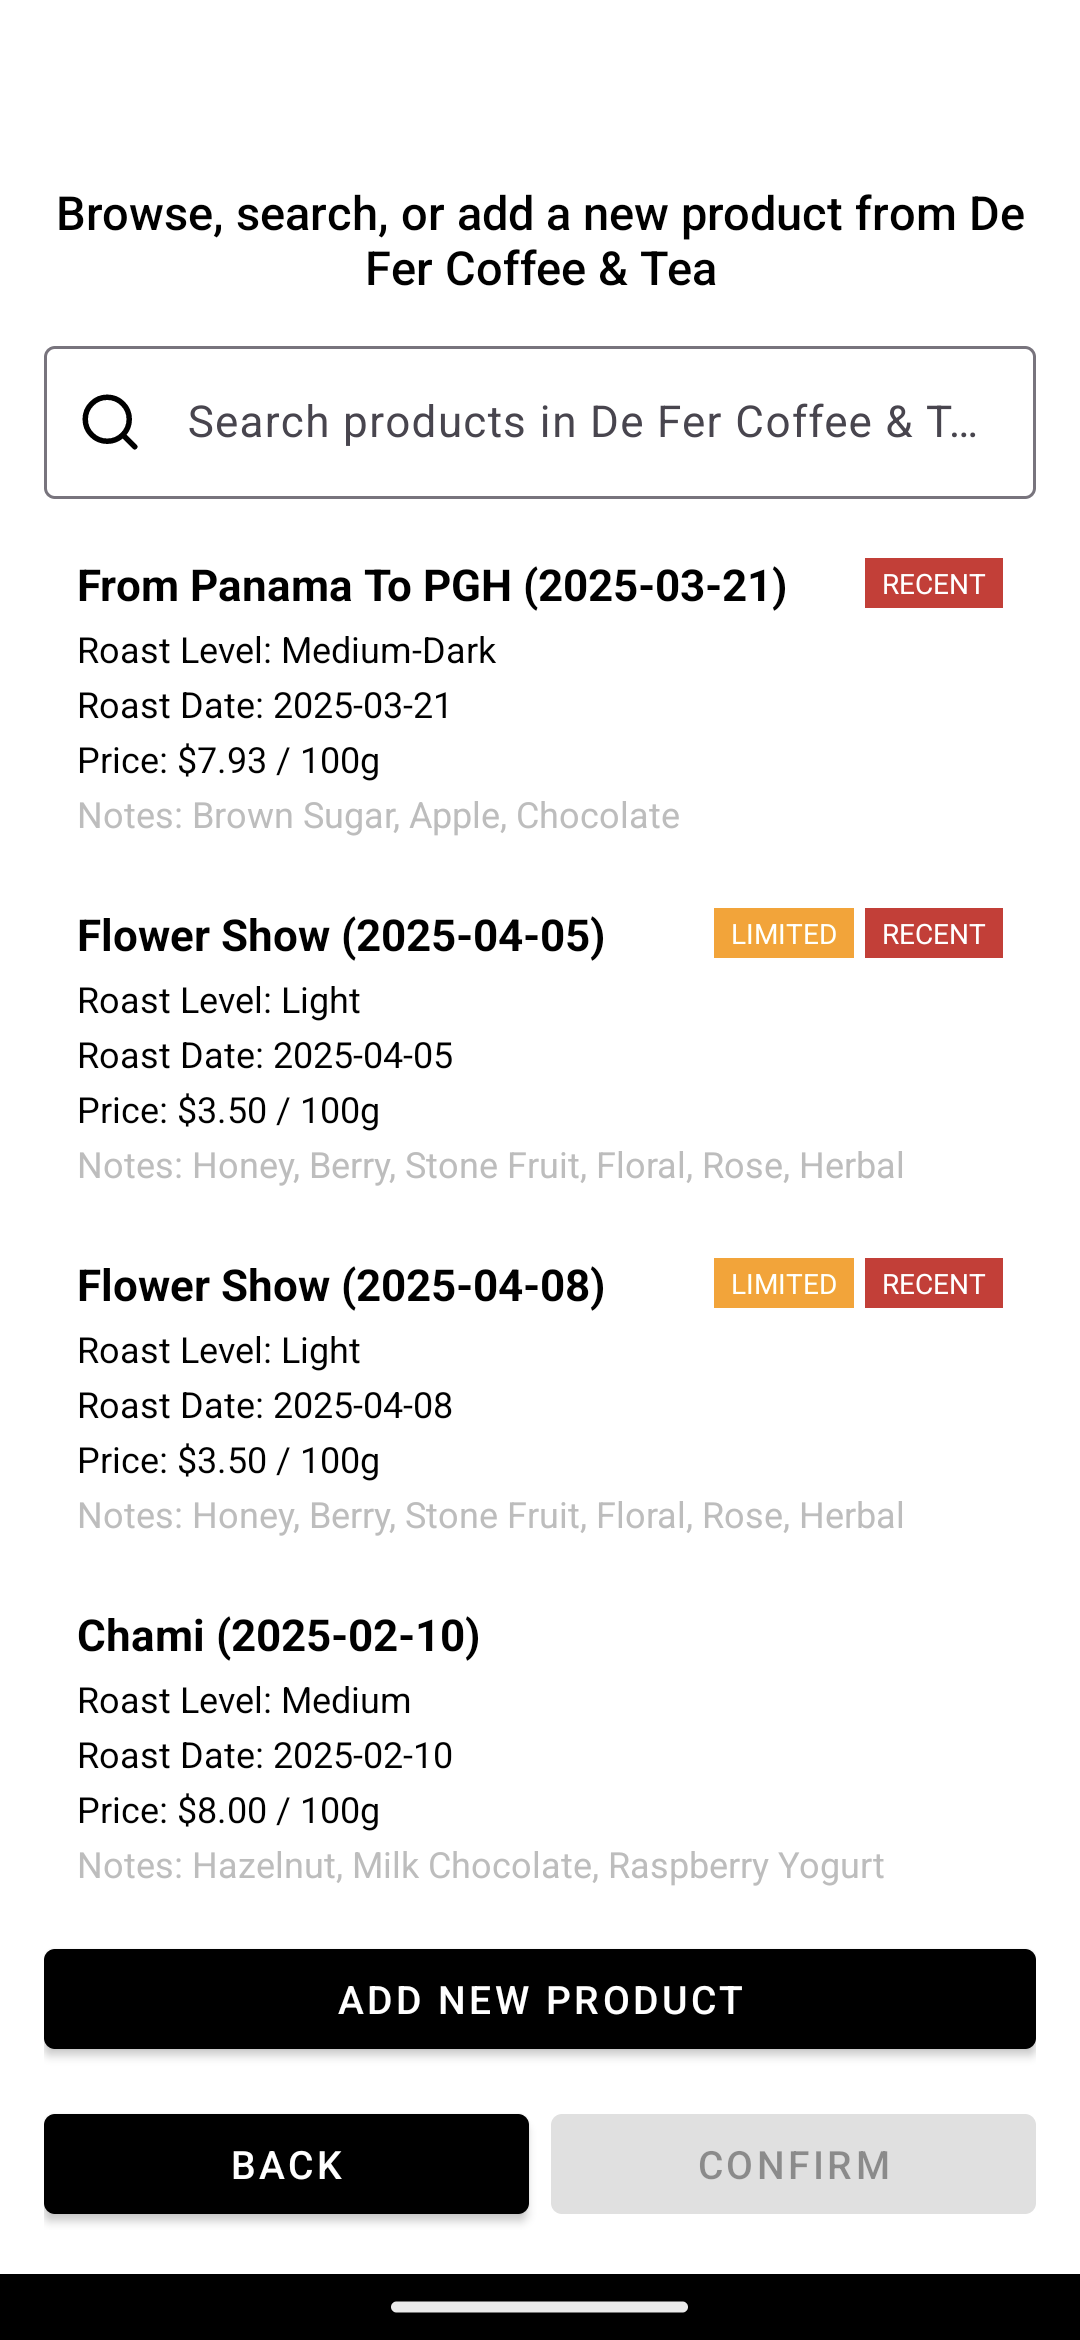 Browse, search, or add a new product from De
Fer Coffee & Tea
Search products in De Fer Coffee & T...
From Panama To PGH (2025-03-21) RECENT
Roast Level: Medium-Dark
Roast Date: 2025-03-21
Price: $7.93 / 100g
Notes: Brown Sugar, Apple, Chocolate
Flower Show (2025-04-05) LIMITED RECENT
Roast Level: Light
Roast Date: 2025-04-05
Price: $3.50 / 100g
Notes: Honey, Berry, Stone Fruit, Floral, Rose, Herbal
Flower Show (2025-04-08) LIMITED RECENT
Roast Level: Light
Roast Date: 2025-04-08
Price: $3.50 / 100g
Notes: Honey, Berry, Stone Fruit, Floral, Rose, Herbal
Chami (2025-02-10)
Roast Level: Medium
Roast Date: 2025-02-10
Price: $8.00 / 100g
Notes: Hazelnut, Milk Chocolate, Raspberry Yogurt
ADD NEW PRODUCT
BACK CONFIRM